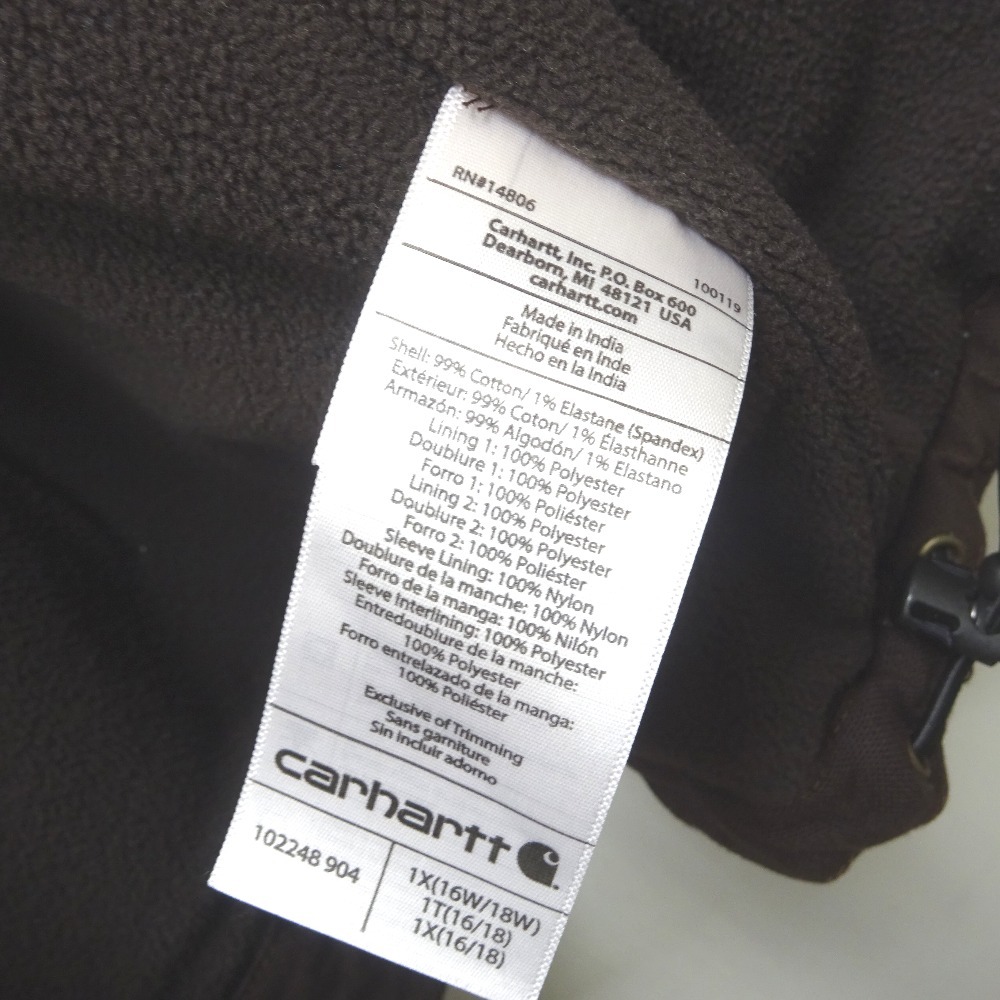 RN#14806
100119
Carhartt, Inc. P.O. Box 600
Dearborn, MI 48121 USA
carhartt.com
Made in India
Fabriqué en Inde
Hecho en la India
Shell: 99% Cotton/ 1% Elastane (Spandex)
Extérieur: 99% Coton/ 1% Élasthanne
Armazón: 99% Algodón/ 1% Elastano
Lining 1: 100% Polyester
Doublure 1: 100% Polyester
Forro 1: 100% Poliéster
Lining 2: 100% Polyester
Doublure 2: 100% Polyester
Forro 2: 100% Poliéster
Sleeve Lining: 100% Nylon
Doublure de la manche: 100% Nylon
Forro de la manga: 100% Nilón
Sleeve Interlining: 100% Polyester
Entredoublure de la manche:
100% Polyester
Forro entrelazado de la manga:
100% Poliéster
Exclusive of Trimming
Sans garniture
Sin incluir adorno
carhartt
102248 904
1X(16W/18W)
1T(16/18)
1X(16/18)